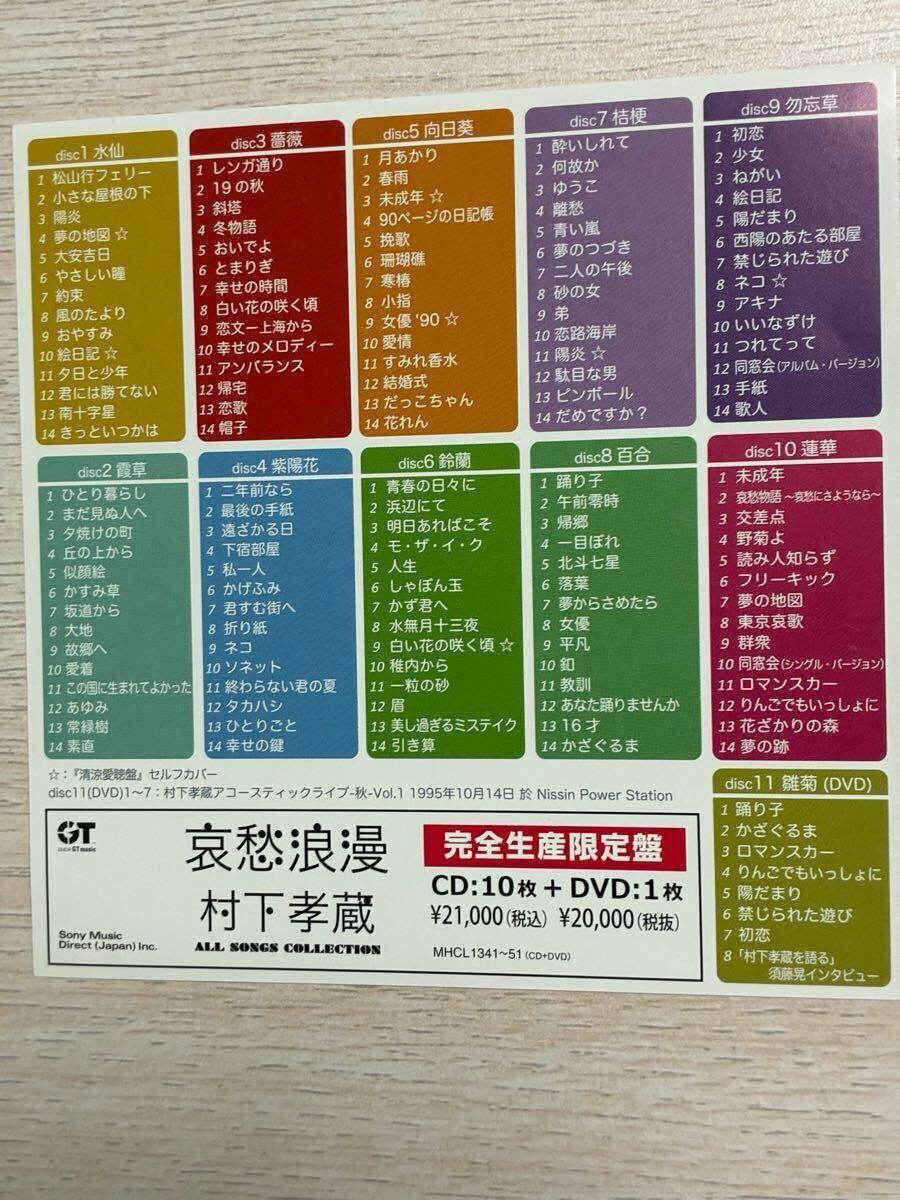 disc1 水仙
1 松山行フェリー
2 小さな屋根の下
3 陽炎
4 夢の地図 ☆
5 大安吉日
6 やさしい瞳
7 約束
8 風のたより
9 おやすみ
10 絵日記 ☆
11 夕日と少年
12 君には勝てない
13 南十字星
14 きっといつかは
disc2 霞草
1 ひとり暮らし
2 まだ見ぬ人へ
3 夕焼けの町
4 丘の上から
5 似顔絵
6 かすみ草
7 坂道から
8 大地
9 故郷へ
10 愛着
11 この国に生まれてよかった
12 あゆみ
13 常緑樹
14 素直
disc3 薔薇
1 レンガ通り
2 19の秋
3 斜塔
4 冬物語
5 おいでよ
6 とまりぎ
7 幸せの時間
8 白い花の咲く頃
9 恋文ー上海から
10 幸せのメロディー
11 アンバランス
12 帰宅
13 恋歌
14 帽子
disc4 紫陽花
1 二年前なら
2 最後の手紙
3 遠ざかる日
4 下宿部屋
5 私一人
6 かげふみ
7 君すむ街へ
8 折り紙
9 ネコ
10 ソネット
11 終わらない君の夏
12 タカハシ
13 ひとりごと
14 幸せの鍵
disc5 向日葵
1 月あかり
2 春雨
3 未成年 ☆
4 90ページの日記帳
5 挽歌
6 珊瑚礁
7 寒椿
8 小指
9 女優 '90 ☆
10 愛情
11 すみれ香水
12 結婚式
13 だっこちゃん
14 花れん
disc6 鈴蘭
1 青春の日々に
2 浜辺にて
3 明日あればこそ
4 モ・ザ・イ・ク
5 人生
6 しゃぼん玉
7 かず君へ
8 水無月十三夜
9 白い花の咲く頃 ☆
10 稚内から
11 一粒の砂
12 眉
13 美し過ぎるミステイク
14 引き算
disc7 桔梗
1 酔いしれて
2 何故か
3 ゆうこ
4 離愁
5 青い嵐
6 夢のつづき
7 二人の午後
8 砂の女
9 弟
10 恋路海岸
11 陽炎 ☆
12 駄目な男
13 ピンボール
14 だめですか？
disc8 百合
1 踊り子
2 午前零時
3 帰郷
4 一目ぼれ
5 北斗七星
6 落葉
7 夢からさめたら
8 女優
9 平凡
10 釦
11 教訓
12 あなた踊りませんか
13 16才
14 かざぐるま
disc9 勿忘草
1 初恋
2 少女
3 ねがい
4 絵日記
5 陽だまり
6 西陽のあたる部屋
7 禁じられた遊び
8 ネコ ☆
9 アキナ
10 いいなずけ
11 つれてって
12 同窓会(アルバム・バージョン)
13 手紙
14 歌人
disc10 蓮華
1 未成年
2 哀愁物語 〜哀愁にさようなら〜
3 交差点
4 野菊よ
5 読み人知らず
6 フリーキック
7 夢の地図
8 東京哀歌
9 群衆
10 同窓会(シングル・バージョン)
11 ロマンスカー
12 りんごでもいっしょに
13 花ざかりの森
14 夢の跡
disc11 雛菊 (DVD)
1 踊り子
2 かざぐるま
3 ロマンスカー
4 りんごでもいっしょに
5 陽だまり
6 禁じられた遊び
7 初恋
8 「村下孝蔵を語る」
須藤晃インタビュー
☆：『清涼愛聴盤』セルフカバー
disc11(DVD)1〜7：村下孝蔵アコースティックライブ-秋-Vol.1 1995年10月14日 於 Nissin Power Station
GT
GT music
Sony Music
Direct (Japan) Inc.
哀愁浪漫
村下孝蔵
ALL SONGS COLLECTION
完全生産限定盤
CD:10枚+DVD:1枚
¥21,000(税込) ¥20,000(税抜)
MHCL1341〜51 (CD+DVD)